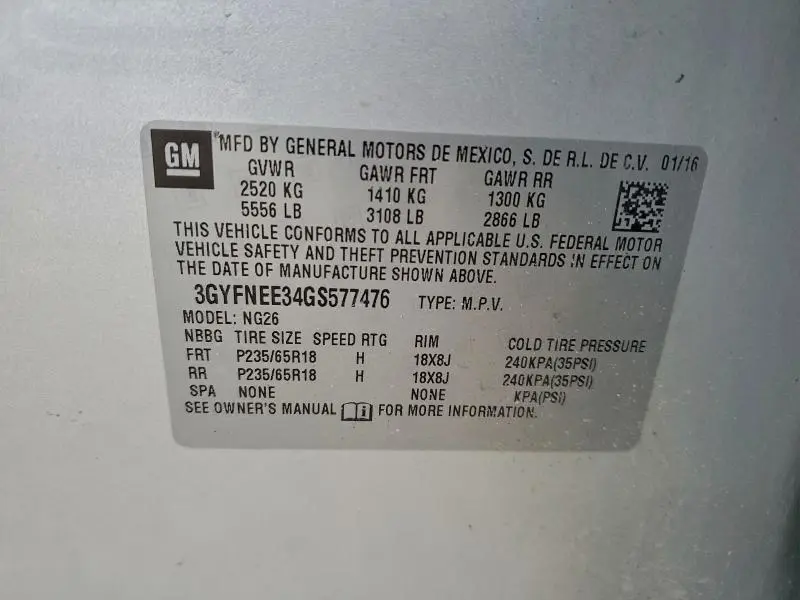 GM
®MFD BY GENERAL MOTORS DE MEXICO, S. DE R.L. DE C.V. 01/16
GVWR GAWR FRT GAWR RR
2520 KG 1410 KG 1300 KG
5556 LB 3108 LB 2866 LB
THIS VEHICLE CONFORMS TO ALL APPLICABLE U.S. FEDERAL MOTOR
VEHICLE SAFETY AND THEFT PREVENTION STANDARDS IN EFFECT ON
THE DATE OF MANUFACTURE SHOWN ABOVE.
3GYFNEE34GS577476 TYPE: M.P.V.
MODEL: NG26
NBBG TIRE SIZE SPEED RTG RIM COLD TIRE PRESSURE
FRT P235/65R18 H 18X8J 240KPA(35PSI)
RR P235/65R18 H 18X8J 240KPA(35PSI)
SPA NONE NONE KPA(PSI)
SEE OWNER'S MANUAL i FOR MORE INFORMATION.